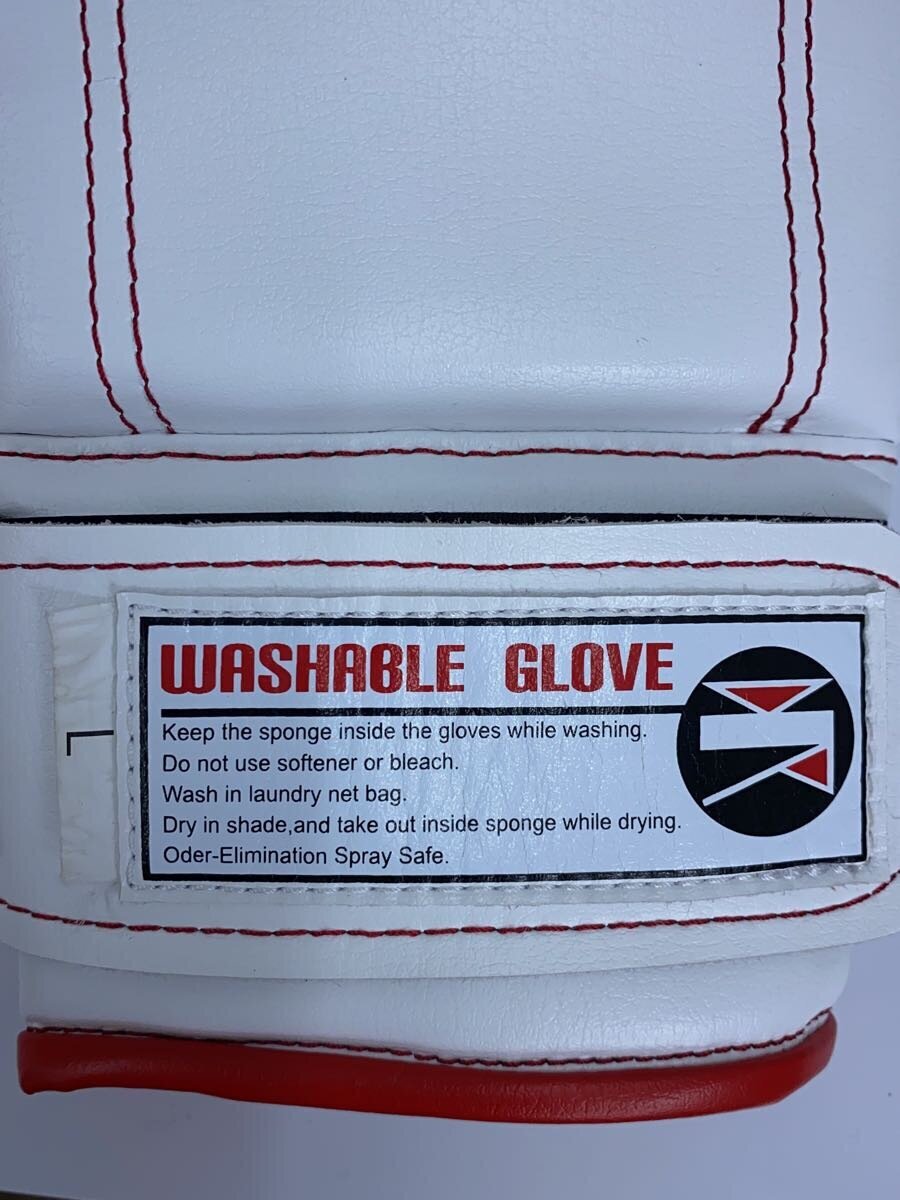 WASHABLE GLOVE
Keep the sponge inside the gloves while washing.
Do not use softener or bleach.
Wash in laundry net bag.
Dry in shade,and take out inside sponge while drying.
Oder-Elimination Spray Safe.
L